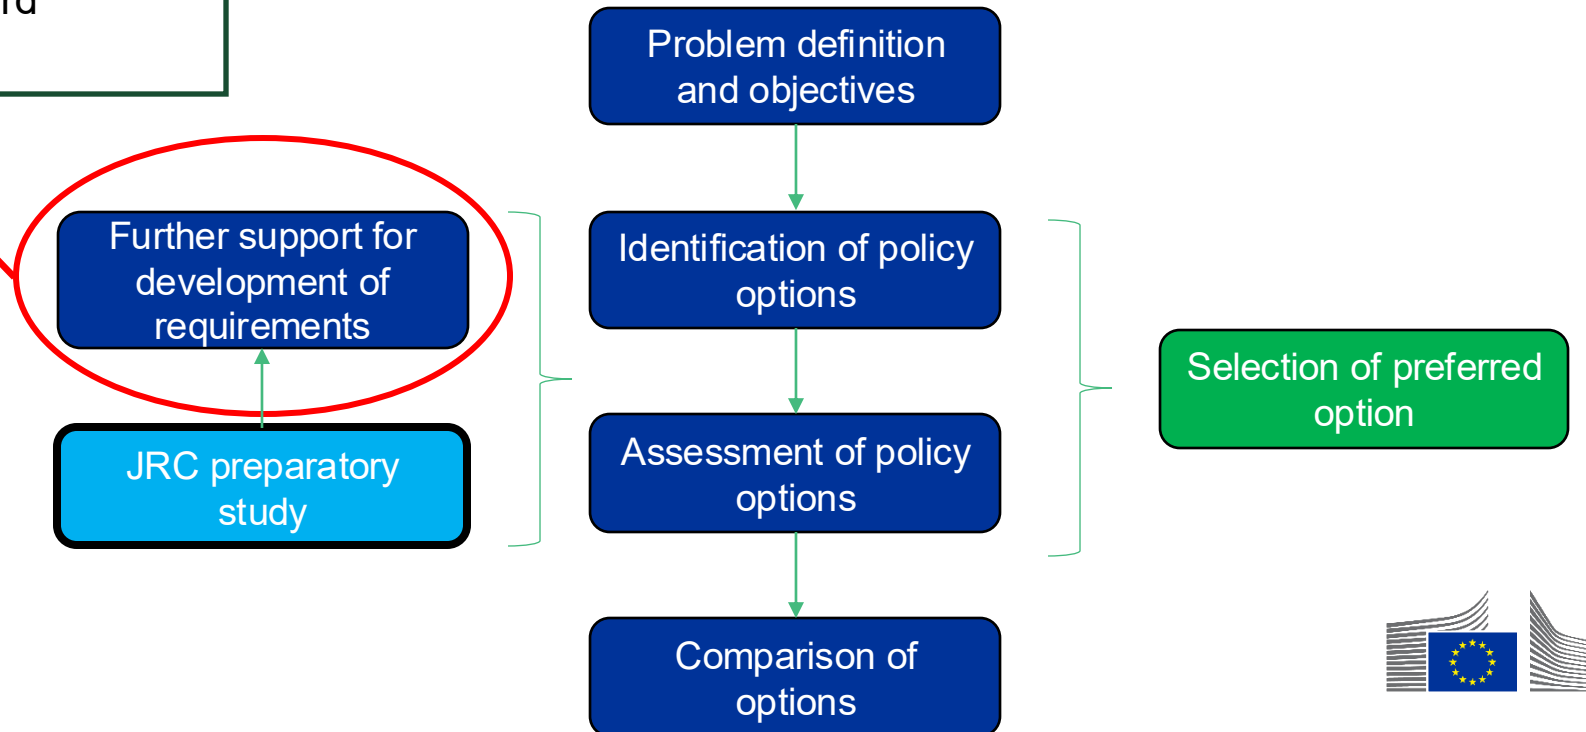 Problem definition
and objectives
Further support for
development of
requirements
Identification of policy
options
Selection of preferred
option
JRC preparatory
study
Assessment of policy
options
Comparison of
options